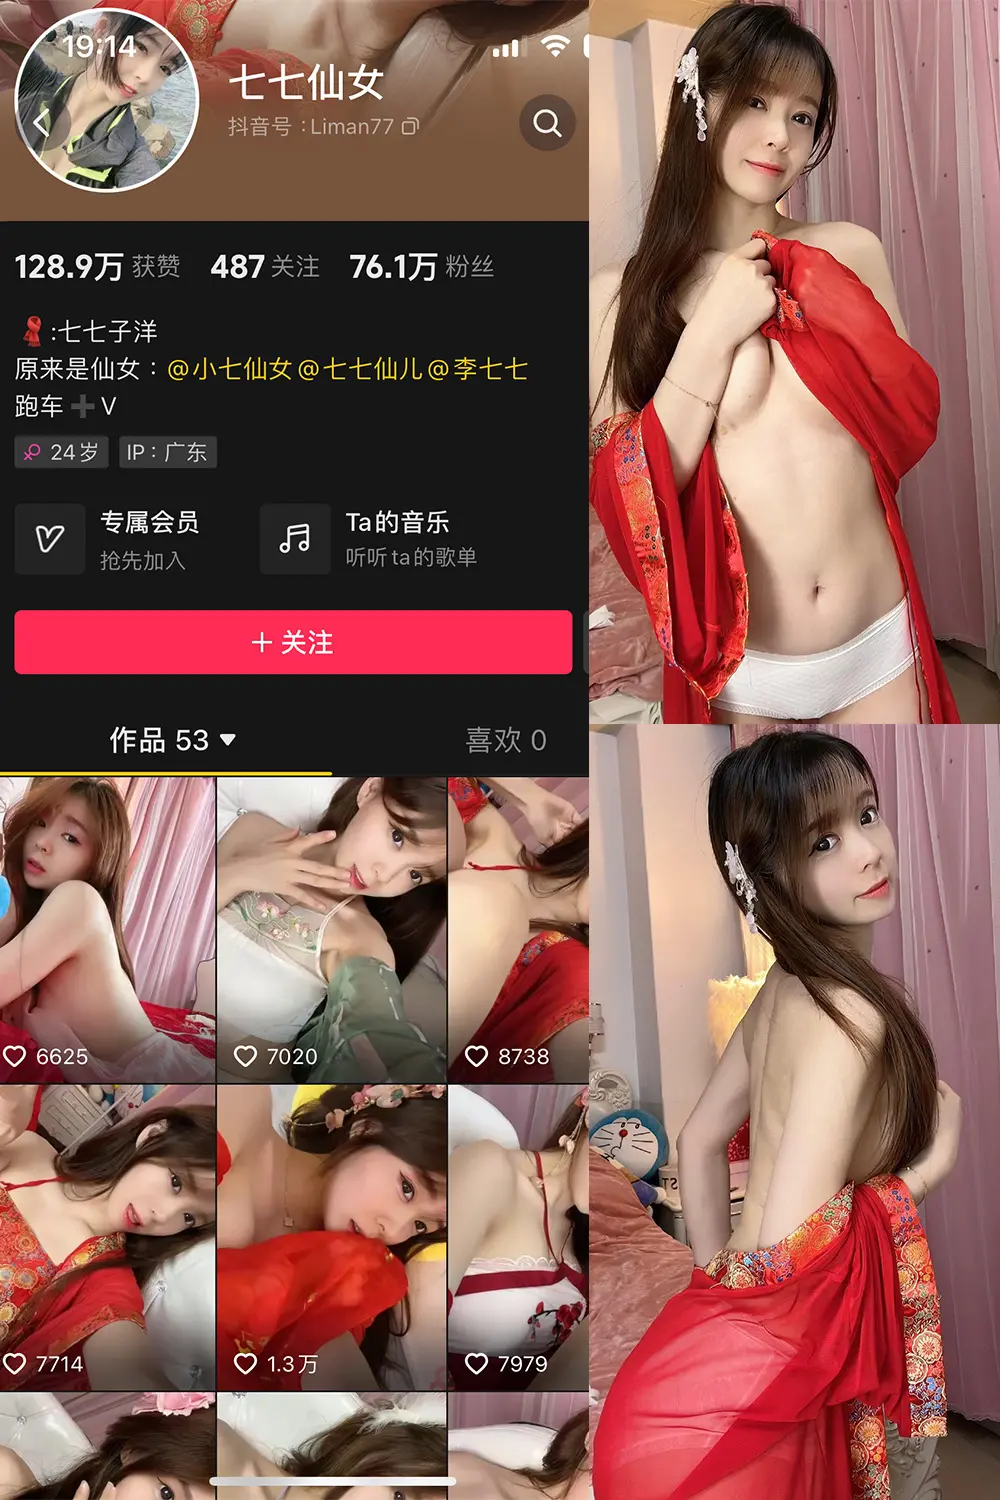 19:14
七七仙女
抖音号：Liman77
128.9万 获赞 487 关注 76.1万 粉丝
:七七子洋
原来是仙女：@小七仙女@七七仙儿@李七七
跑车➕V
24岁 IP：广东
专属会员
抢先加入
Ta的音乐
听听ta的歌单
+ 关注
作品 53
喜欢 0
6625
7020
8738
7714
1.3万
7979